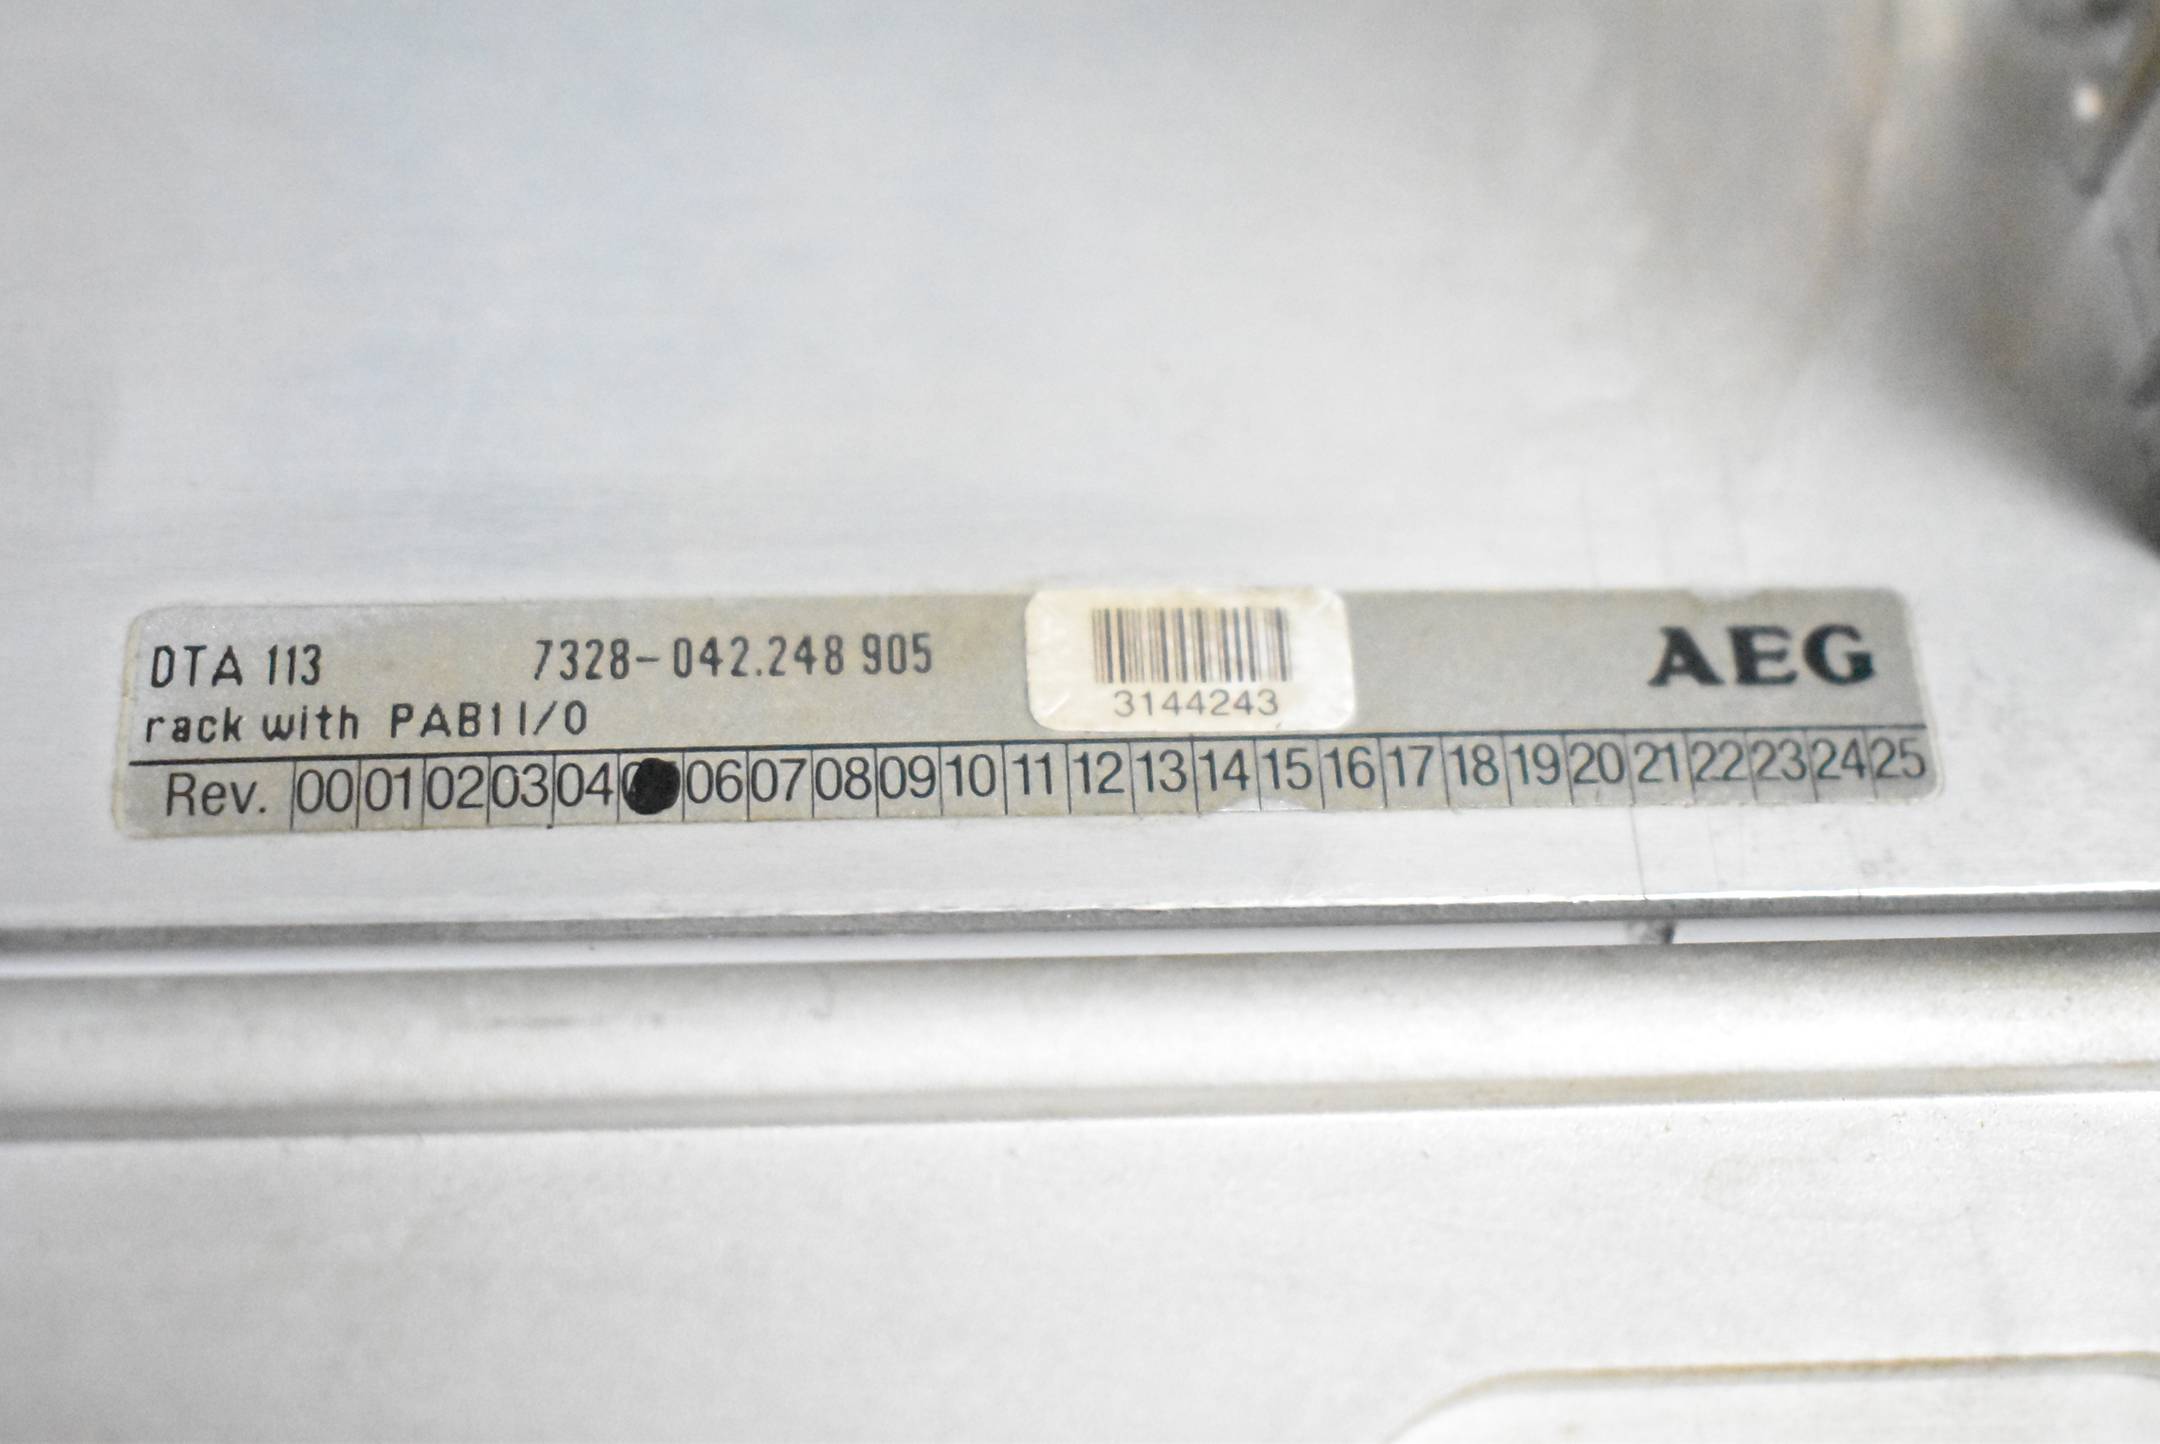 DTA 113 7328-042.248 905
rack with PAB1 I/O
3144243
AEG
Rev. 00 01 02 03 04 06 07 08 09 10 11 12 13 14 15 16 17 18 19 20 21 22 23 24 25